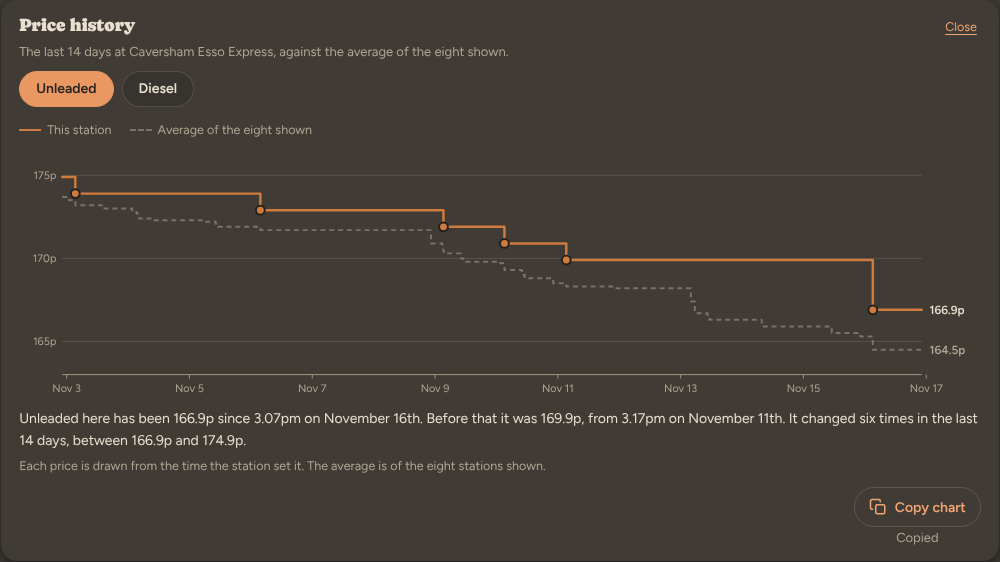 Price history
Close
The last 14 days at Caversham Esso Express, against the average of the eight shown.
Unleaded
Diesel
This station
Average of the eight shown
175p
170p
165p
166.9p
164.5p
Nov 3
Nov 5
Nov 7
Nov 9
Nov 11
Nov 13
Nov 15
Nov 17
Unleaded here has been 166.9p since 3.07pm on November 16th. Before that it was 169.9p, from 3.17pm on November 11th. It changed six times in the last
14 days, between 166.9p and 174.9p.
Each price is drawn from the time the station set it. The average is of the eight stations shown.
Copy chart
Copied